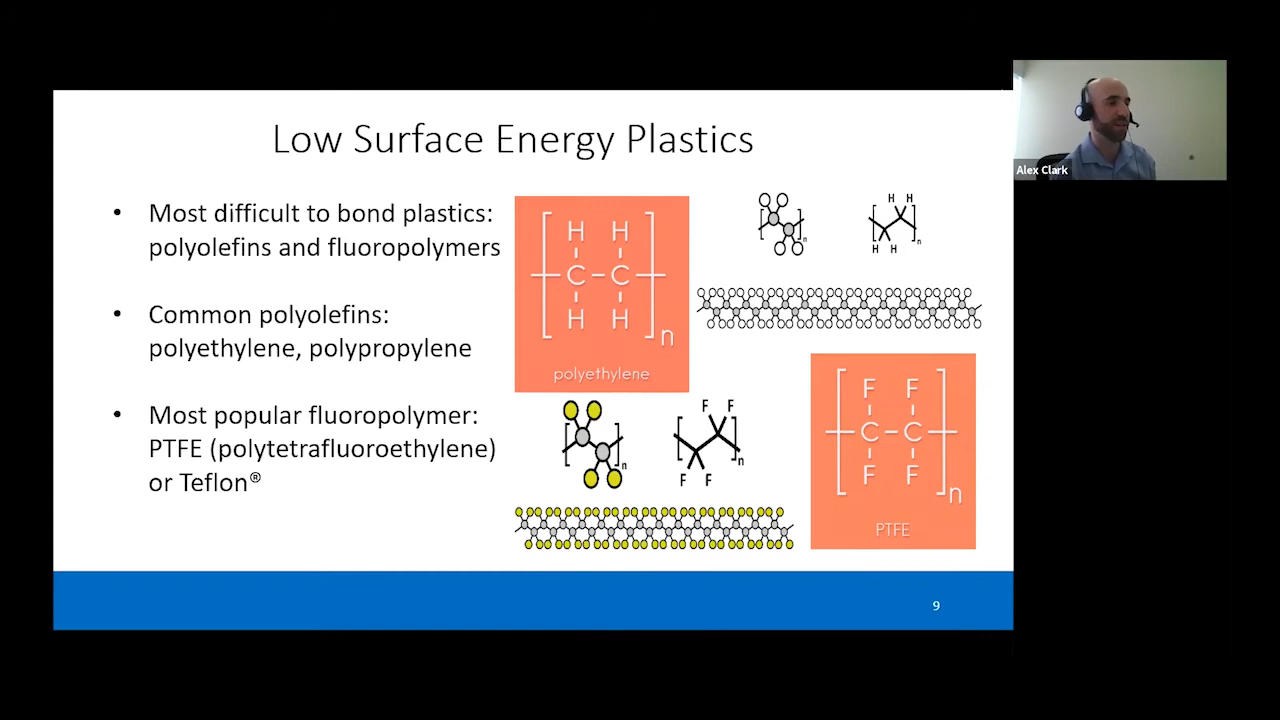 Low Surface Energy Plastics
• Most difficult to bond plastics:
polyolefins and fluoropolymers
• Common polyolefins:
polyethylene, polypropylene
• Most popular fluoropolymer:
PTFE (polytetrafluoroethylene)
or Teflon®
H H
C C
H H
n
polyethylene
n
H H
H H
n
n
F F
F F
n
F F
C C
F F
n
PTFE
9
Alex Clark